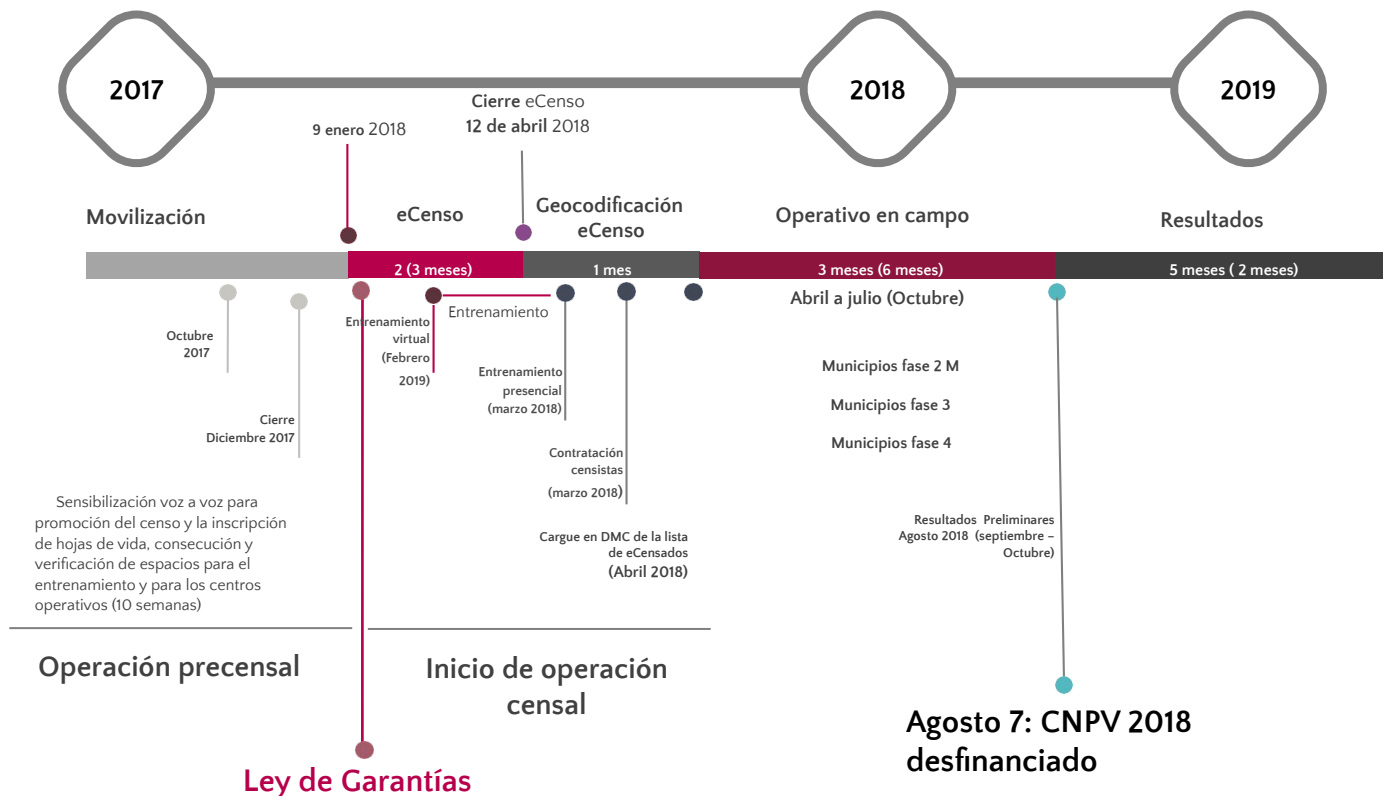 2017
2018
2019
9 enero 2018
Cierre eCenso
12 de abril 2018
Movilización
eCenso
Geocodificación
eCenso
Operativo en campo
Resultados
2 (3 meses)
1 mes
3 meses (6 meses)
5 meses ( 2 meses)
Octubre
2017
Cierre
Diciembre 2017
Entrenamiento
virtual
(Febrero
2019)
Entrenamiento
Entrenamiento
presencial
(marzo 2018)
Contratación
censistas
(marzo 2018)
Cargue en DMC de la lista
de eCensados
(Abril 2018)
Abril a julio (Octubre)
Municipios fase 2 M
Municipios fase 3
Municipios fase 4
Resultados Preliminares
Agosto 2018 (septiembre –
Octubre)
Sensibilización voz a voz para
promoción del censo y la inscripción
de hojas de vida, consecución y
verificación de espacios para el
entrenamiento y para los centros
operativos (10 semanas)
Operación precensal
Inicio de operación
censal
Ley de Garantías
Agosto 7: CNPV 2018
desfinanciado